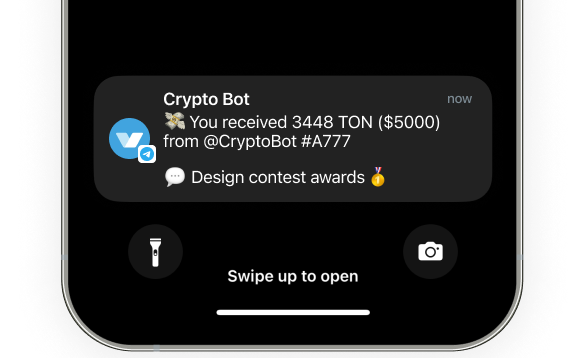 Crypto Bot
now
💸 You received 3448 TON ($5000)
from @CryptoBot #A777
💬 Design contest awards 🥇
Swipe up to open